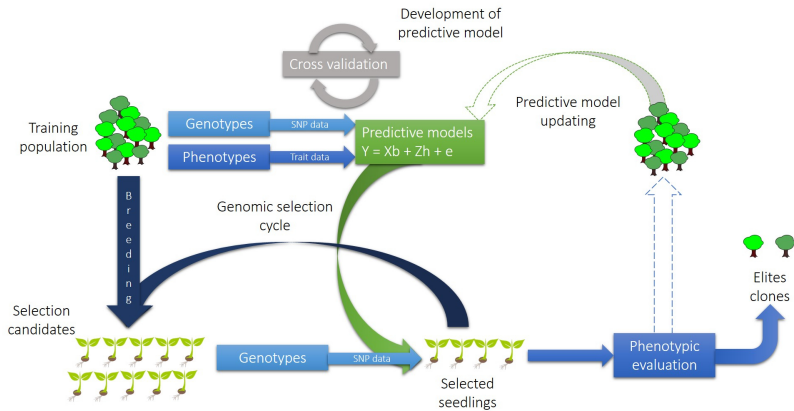 Development of
predictive model
Cross validation
Training
population
Genotypes
SNP data
Phenotypes
Trait data
Predictive models
Y = Xb + Zh + e
Predictive model
updating
Breeding
Genomic selection
cycle
Elites
clones
Selection
candidates
Genotypes
SNP data
Selected
seedlings
Phenotypic
evaluation